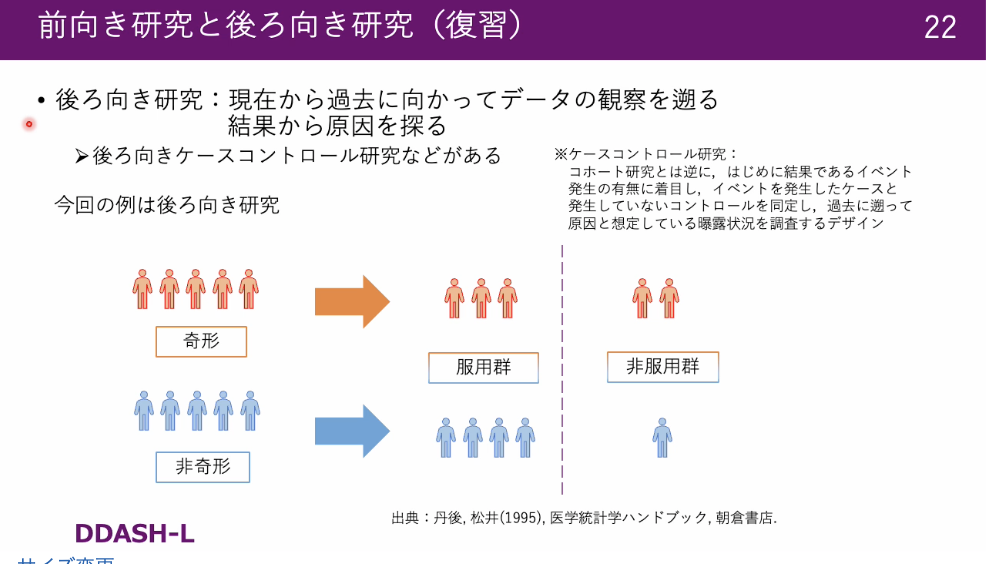 前向き研究と後ろ向き研究（復習）
22
• 後ろ向き研究：現在から過去に向かってデータの観察を遡る
結果から原因を探る
➢後ろ向きケースコントロール研究などがある
※ケースコントロール研究：
コホート研究とは逆に，はじめに結果であるイベント
発生の有無に着目し，イベントを発生したケースと
発生していないコントロールを同定し，過去に遡って
原因と想定している曝露状況を調査するデザイン
今回の例は後ろ向き研究
奇形
服用群
非服用群
非奇形
出典：丹後, 松井(1995), 医学統計学ハンドブック, 朝倉書店.
DDASH-L
サイズ変更